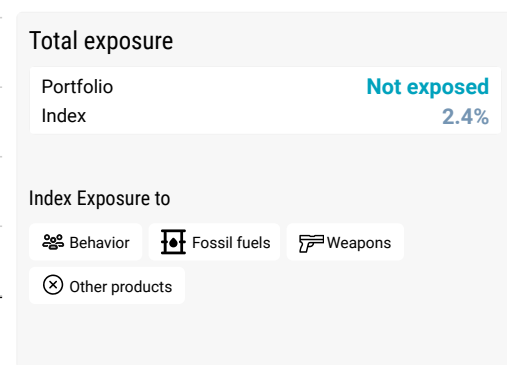 Total exposure
Portfolio Not exposed
Index 2.4%
Index Exposure to
Behavior Fossil fuels Weapons
Other products